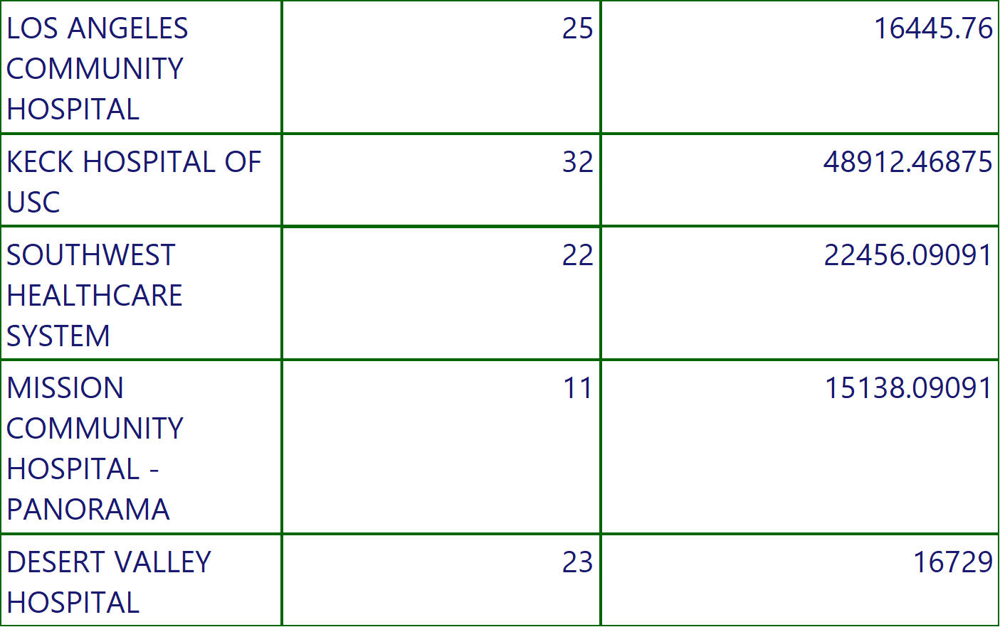 LOS ANGELES 25 16445.76
COMMUNITY
HOSPITAL
KECK HOSPITAL OF 32 48912.46875
USC
SOUTHWEST 22 22456.09091
HEALTHCARE
SYSTEM
MISSION 11 15138.09091
COMMUNITY
HOSPITAL -
PANORAMA
DESERT VALLEY 23 16729
HOSPITAL